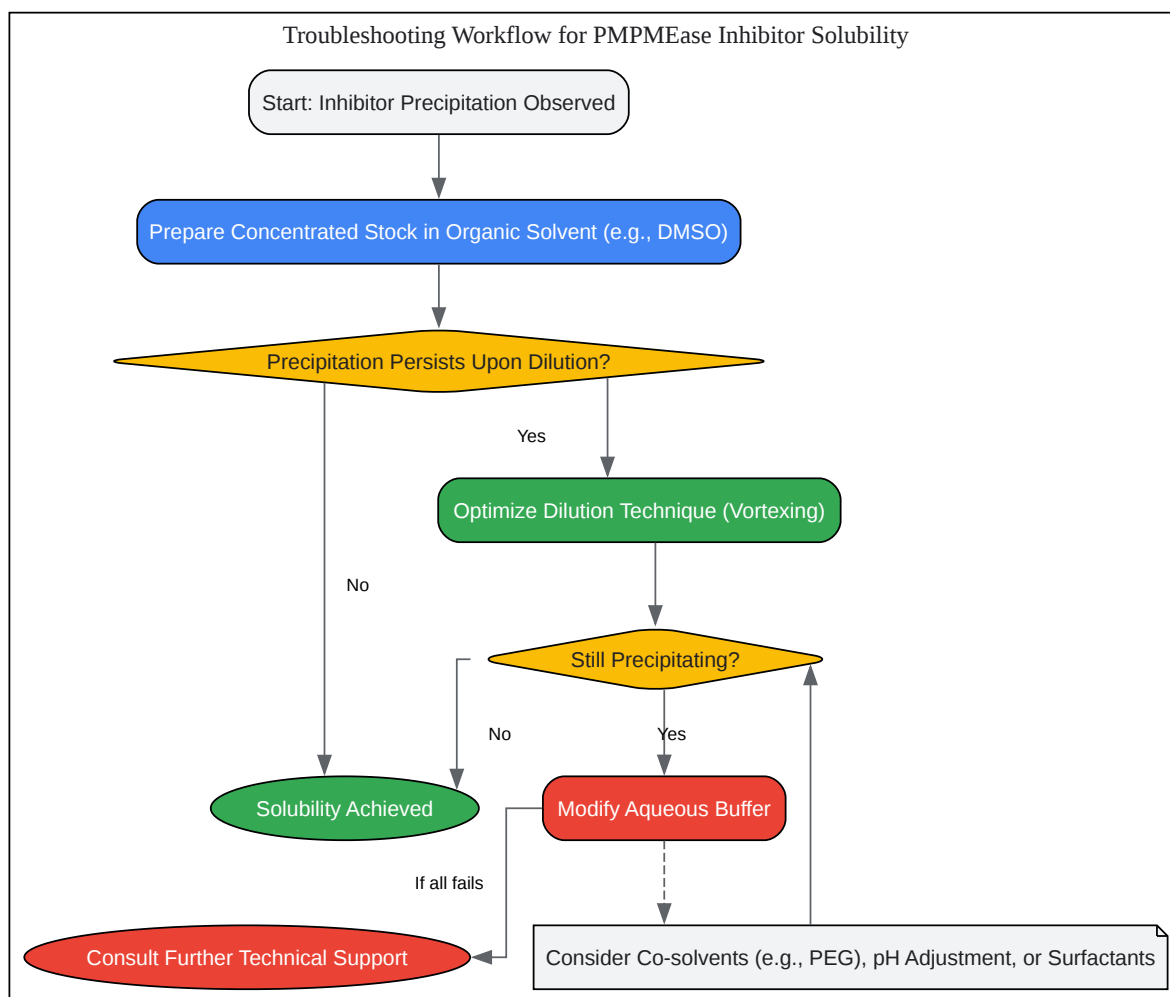 Troubleshooting Workflow for PMPMEase Inhibitor Solubility
Start: Inhibitor Precipitation Observed
Prepare Concentrated Stock in Organic Solvent (e.g., DMSO)
Precipitation Persists Upon Dilution?
Yes
Optimize Dilution Technique (Vortexing)
No
Still Precipitating?
No
Yes
Solubility Achieved
Modify Aqueous Buffer
If all fails
Consult Further Technical Support
Consider Co-solvents (e.g., PEG), pH Adjustment, or Surfactants